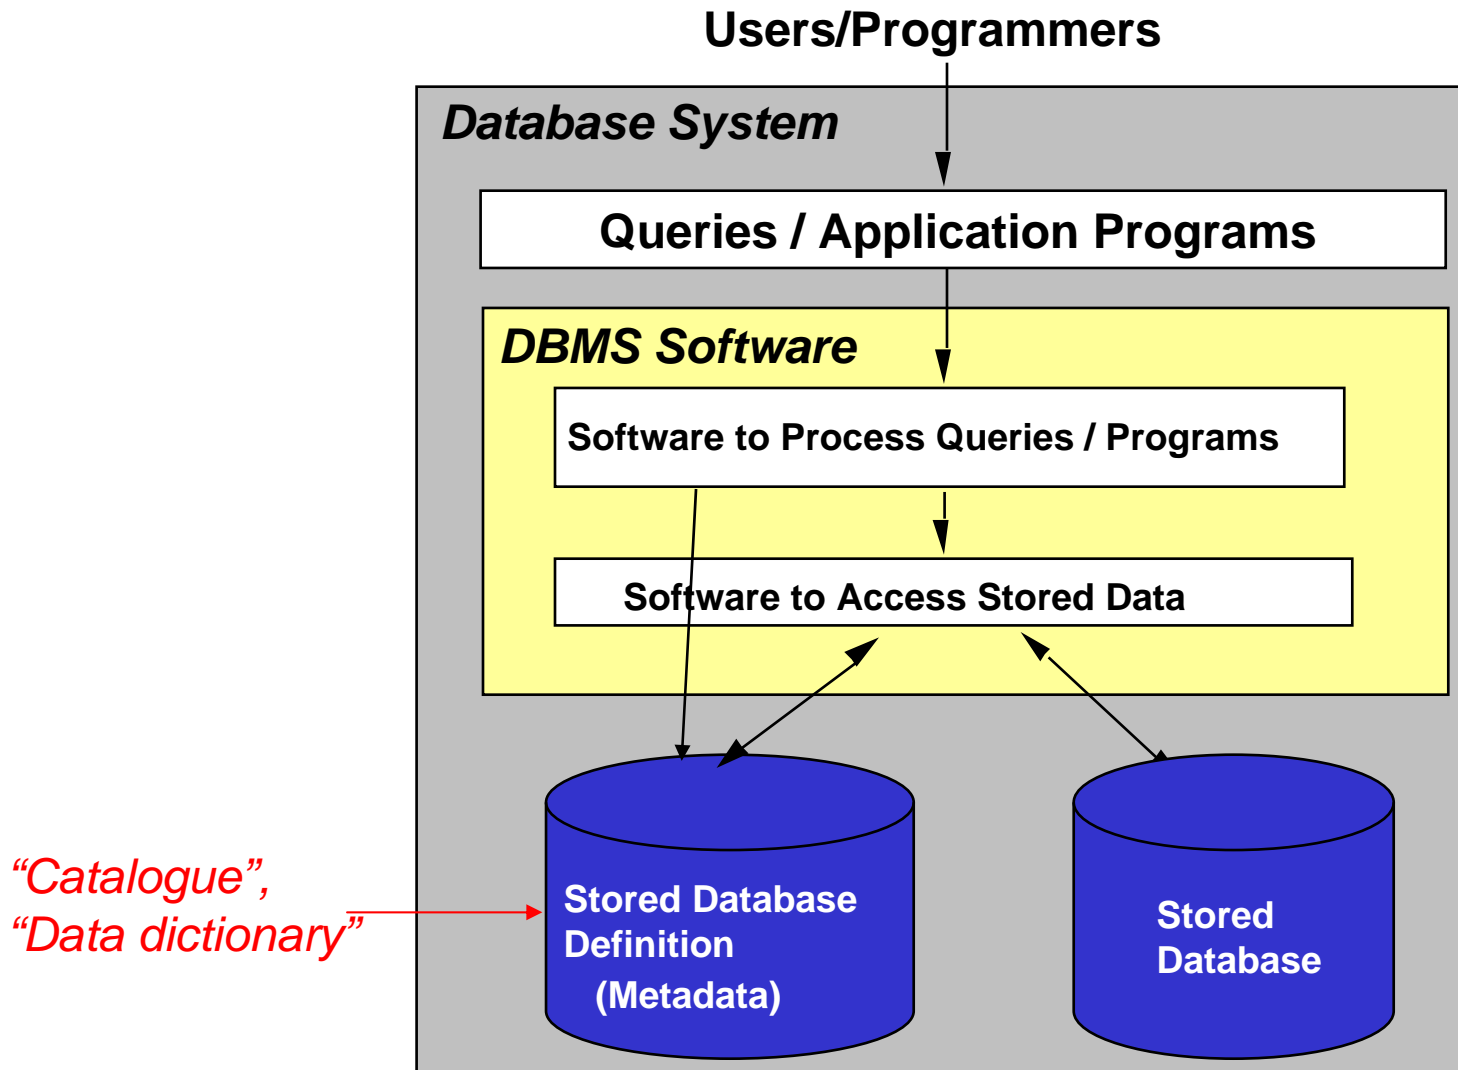 Users/Programmers
Database System
Queries / Application Programs
DBMS Software
Software to Process Queries / Programs
Software to Access Stored Data
“Catalogue”,
“Data dictionary”
Stored Database
Definition
(Metadata)
Stored
Database